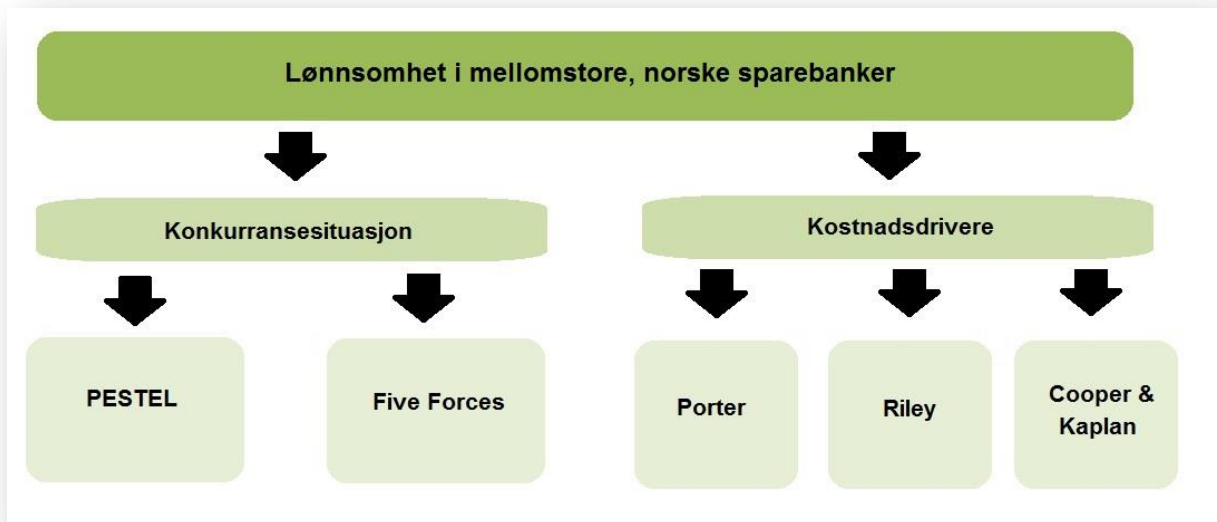 Lønnsomhet i mellomstore, norske sparebanker
Konkurransesituasjon
Kostnadsdrivere
PESTEL
Five Forces
Porter
Riley
Cooper &
Kaplan